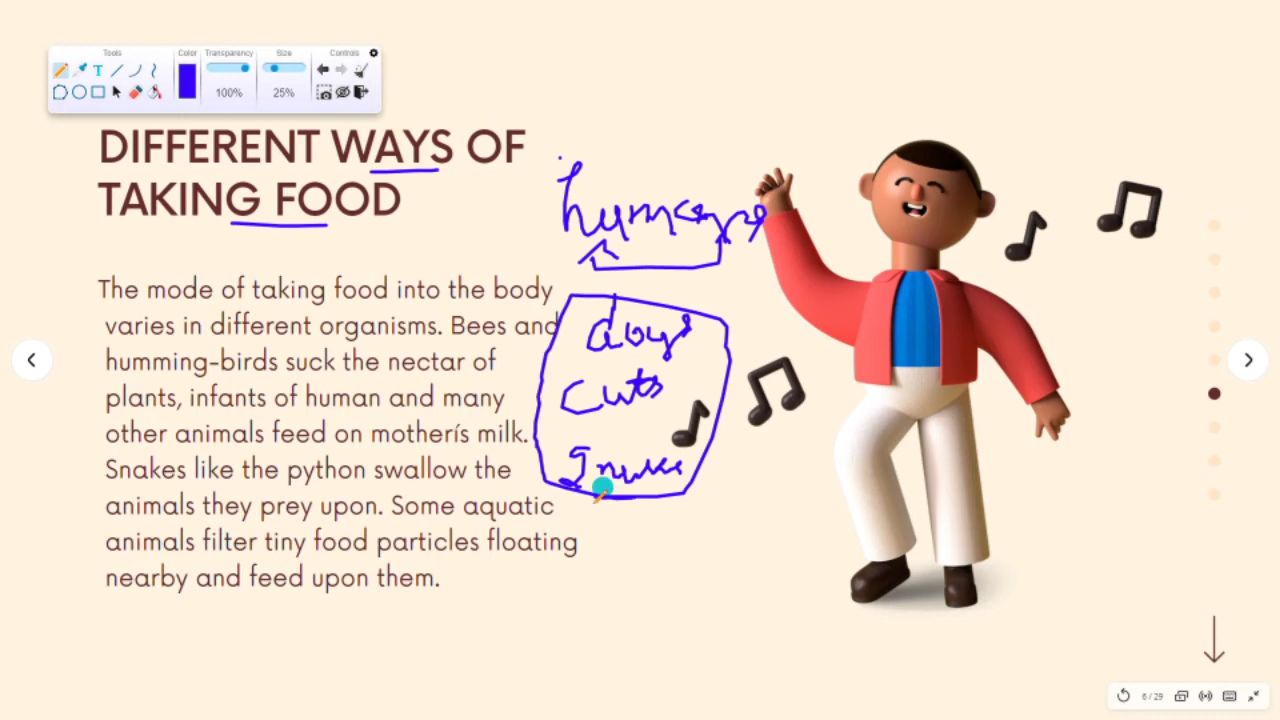 Tools Color Transparency Size Controls
100% 25%
DIFFERENT WAYS OF
TAKING FOOD
humans
The mode of taking food into the body
varies in different organisms. Bees and
humming-birds suck the nectar of
plants, infants of human and many
other animals feed on motherís milk.
Snakes like the python swallow the
animals they prey upon. Some aquatic
animals filter tiny food particles floating
nearby and feed upon them.
dogs
6 / 29